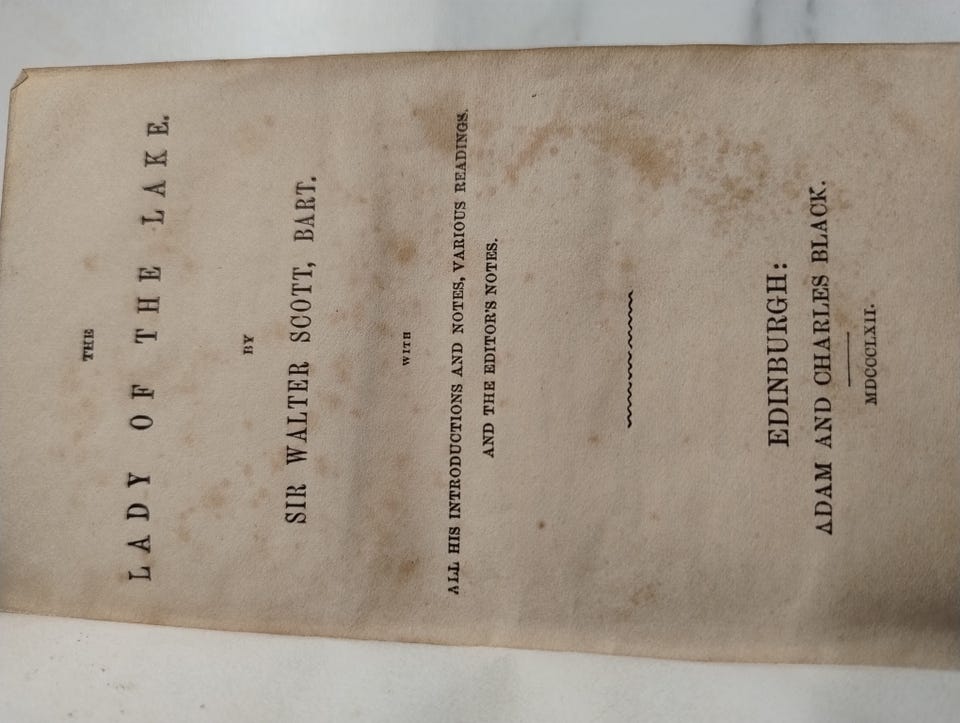 THE
LADY OF THE LAKE.
BY
SIR WALTER SCOTT, BART.
WITH
ALL HIS INTRODUCTIONS AND NOTES, VARIOUS READINGS,
AND THE EDITOR'S NOTES.
EDINBURGH:
ADAM AND CHARLES BLACK.
MDCCCLXII.